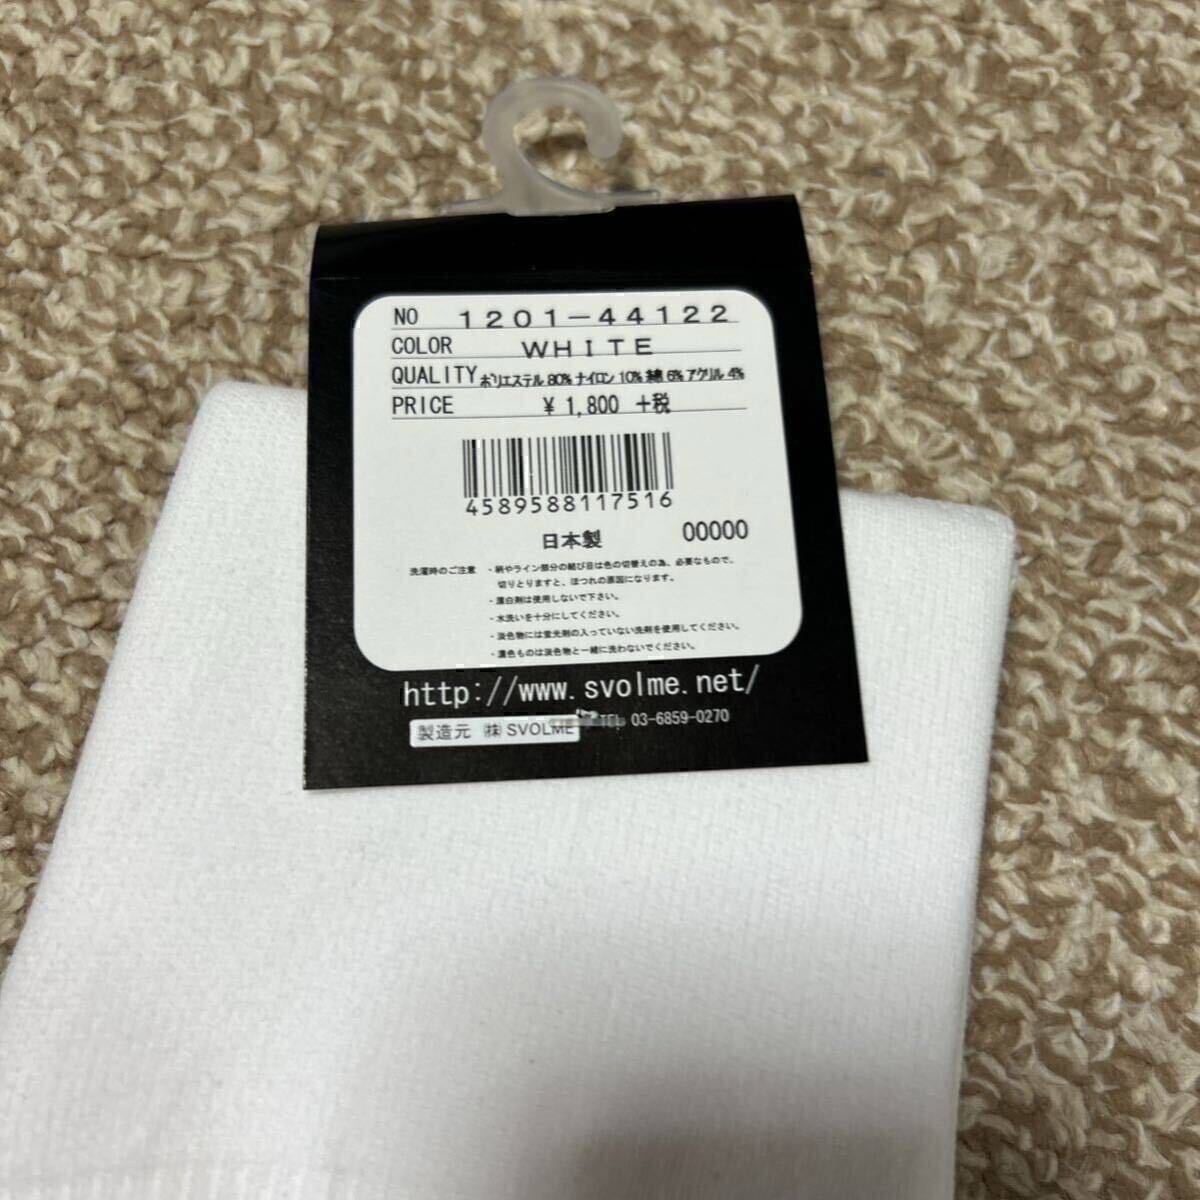 NO 1201-44122
COLOR WHITE
QUALITY ポリエステル 80% ナイロン 10% 綿 6% アクリル 4%
PRICE ¥ 1,800 +税
4589588117516
日本製 00000
洗濯時のご注意 ・柄やライン部分の結び目は色の切替えの為、必要なもので、
切りとりますと、ほつれの原因になります。
・漂白剤は使用しないで下さい。
・水洗いを十分にしてください。
・淡色物には蛍光剤の入っていない洗剤を使用してください。
・濃色ものは淡色物と一緒に洗わないでください。
http://www.svolme.net/
製造元 ㈱ SVOLME TEL 03-6859-0270